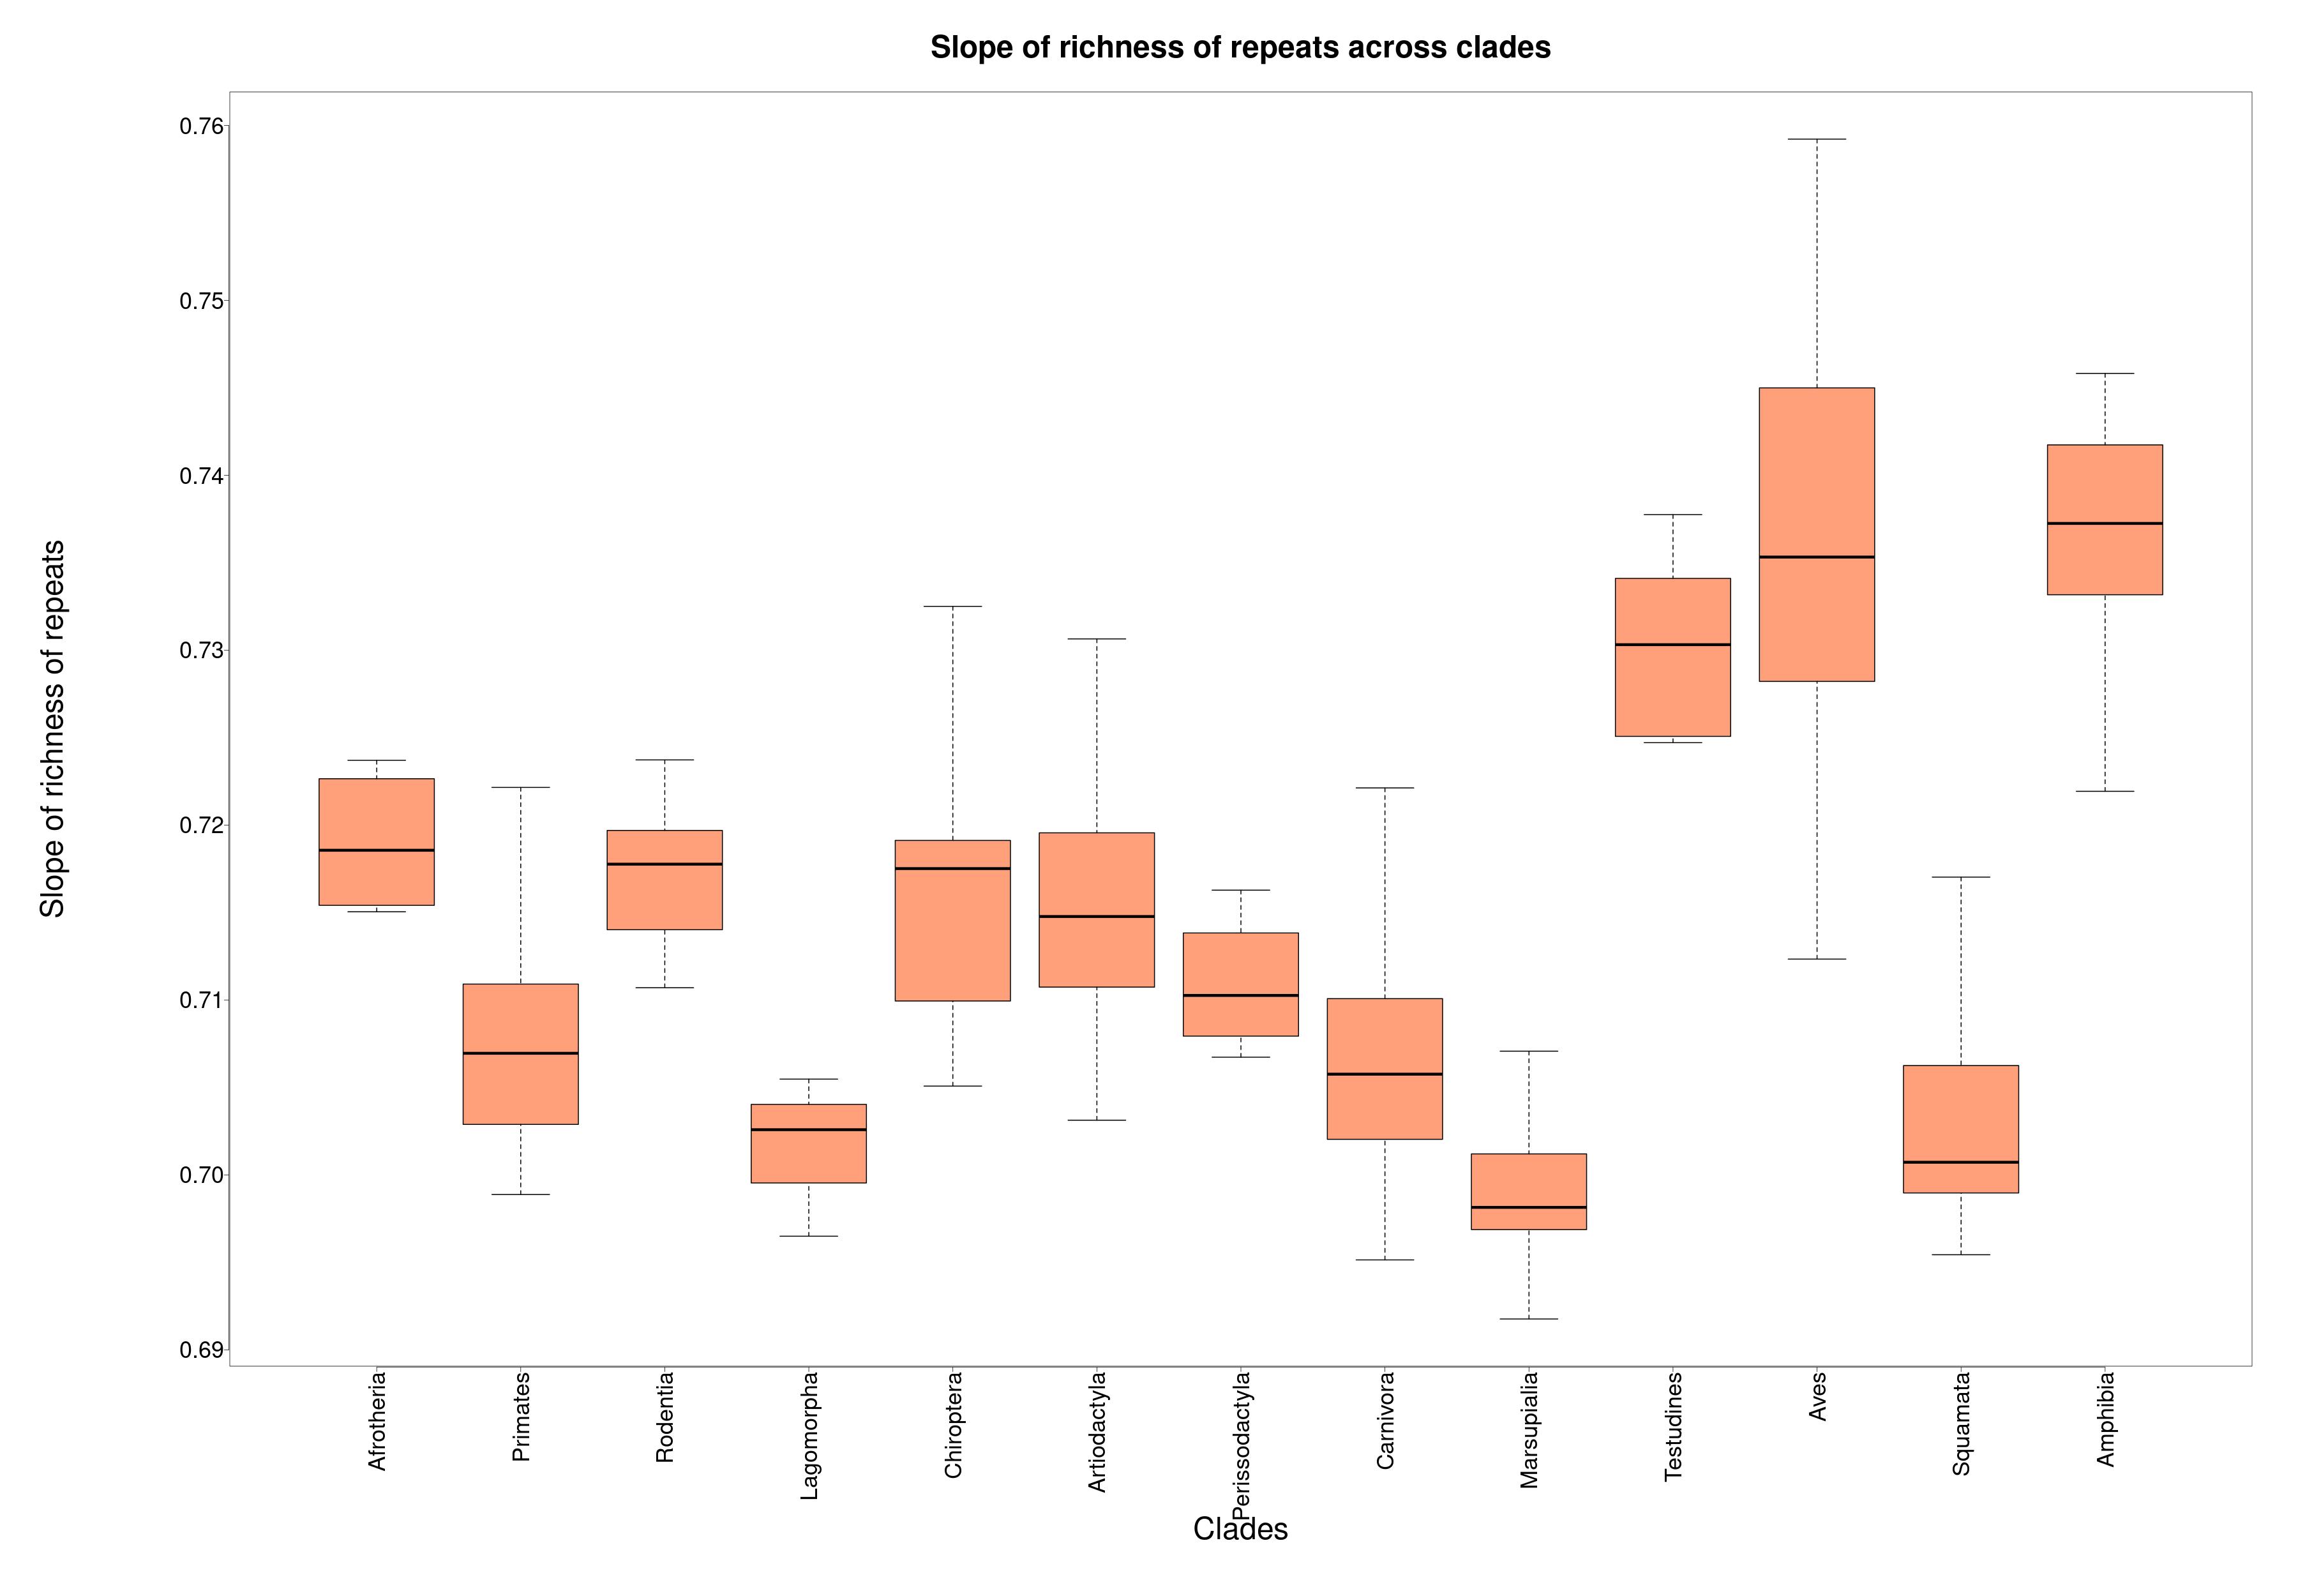 Slope of richness of repeats across clades
Slope of richness of repeats
0.76
0.75
0.74
0.73
0.72
0.71
0.70
0.69
Afrotheria
Primates
Rodentia
Lagomorpha
Chiroptera
Artiodactyla
Perissodactyla
Carnivora
Marsupialia
Testudines
Aves
Squamata
Amphibia
Clades